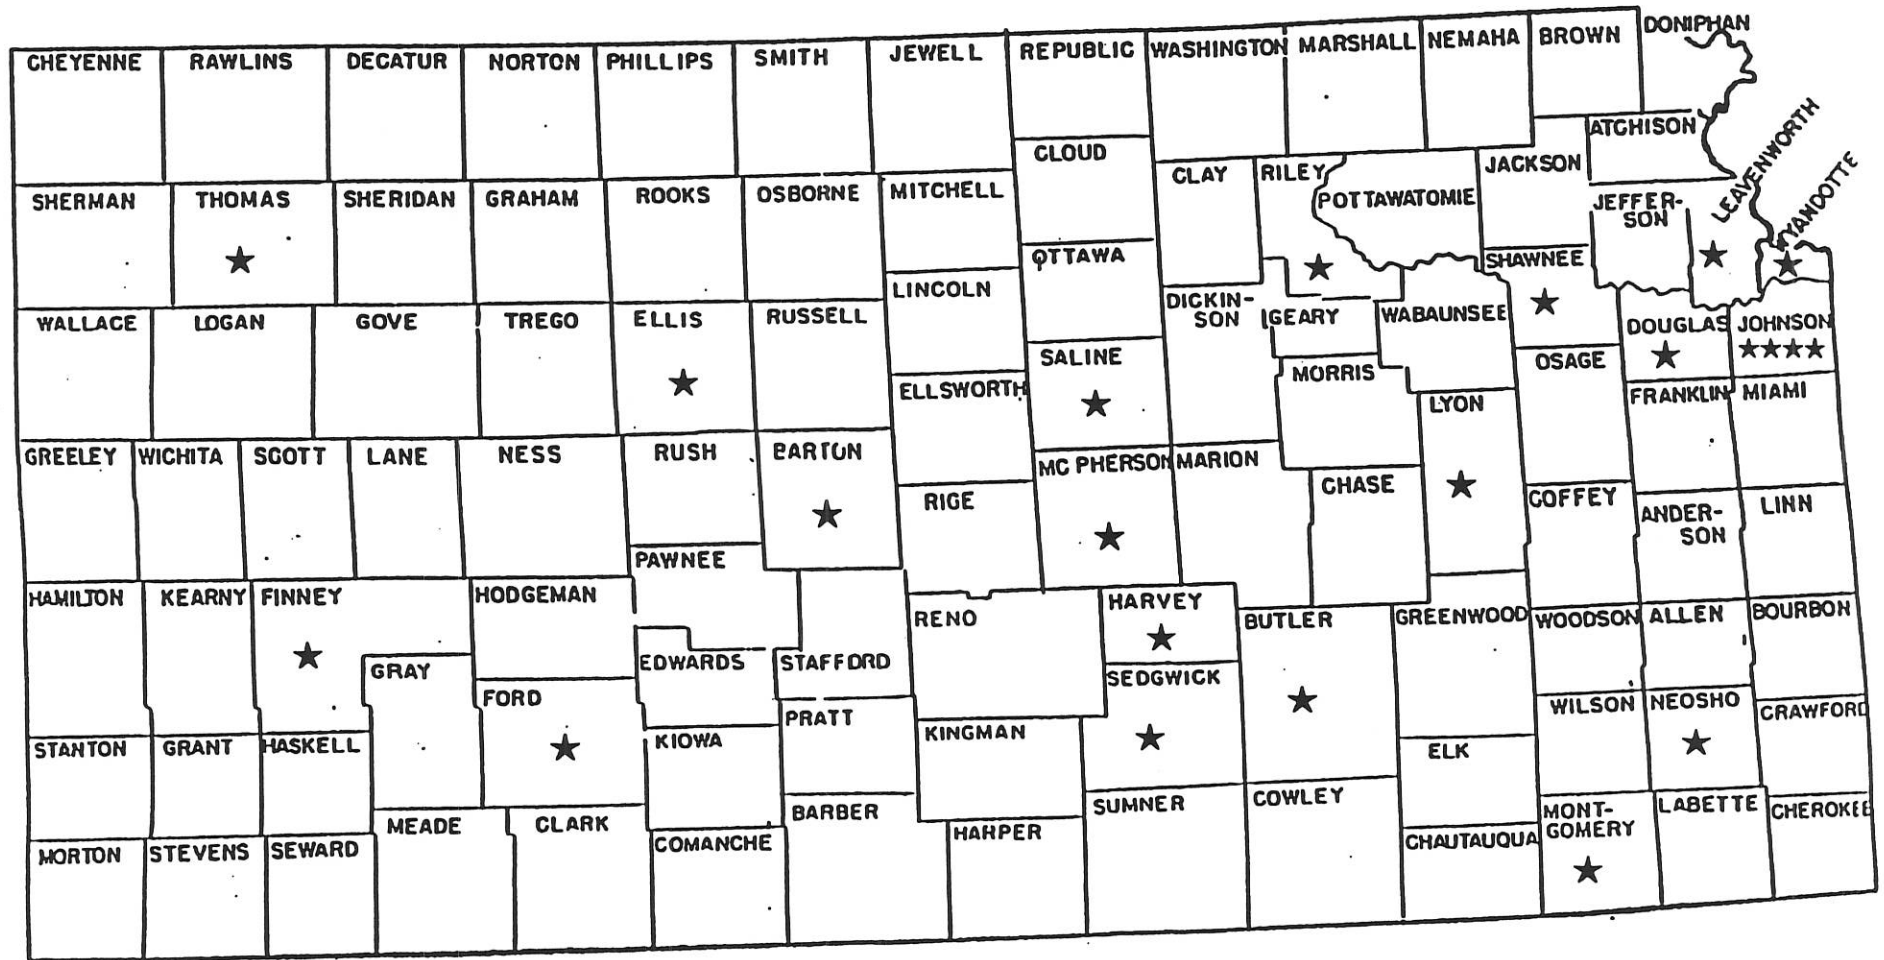 CHEYENNE
RAWLINS
DECATUR
NORTON
PHILLIPS
SMITH
JEWELL
REPUBLIC
WASHINGTON
MARSHALL
NEMAHA
BROWN
DONIPHAN
CLOUD
ATCHISON
LEAVENWORTH
WYANDOTTE
SHERMAN
THOMAS
SHERIDAN
GRAHAM
ROOKS
OSBORNE
MITCHELL
CLAY
RILEY
POTTAWATOMIE
JACKSON
JEFFER-
SON
OTTAWA
SHAWNEE
LINCOLN
DICKIN-
SON
GEARY
WABAUNSEE
DOUGLAS
JOHNSON
WALLACE
LOGAN
GOVE
TREGO
ELLIS
RUSSELL
SALINE
OSAGE
ELLSWORTH
MORRIS
LYON
FRANKLIN
MIAMI
GREELEY
WICHITA
SCOTT
LANE
NESS
RUSH
BARTON
MC PHERSON
MARION
CHASE
RICE
COFFEY
ANDER-
SON
LINN
PAWNEE
HAMILTON
KEARNY
FINNEY
HODGEMAN
RENO
HARVEY
BUTLER
GREENWOOD
WOODSON
ALLEN
BOURBON
GRAY
EDWARDS
STAFFORD
SEDGWICK
FORD
PRATT
WILSON
NEOSHO
CRAWFORD
STANTON
GRANT
HASKELL
KIOWA
KINGMAN
ELK
MEADE
CLARK
BARBER
SUMNER
COWLEY
MONT-
GOMERY
LABETTE
CHEROKEE
MORTON
STEVENS
SEWARD
COMANCHE
HARPER
CHAUTAUQUA